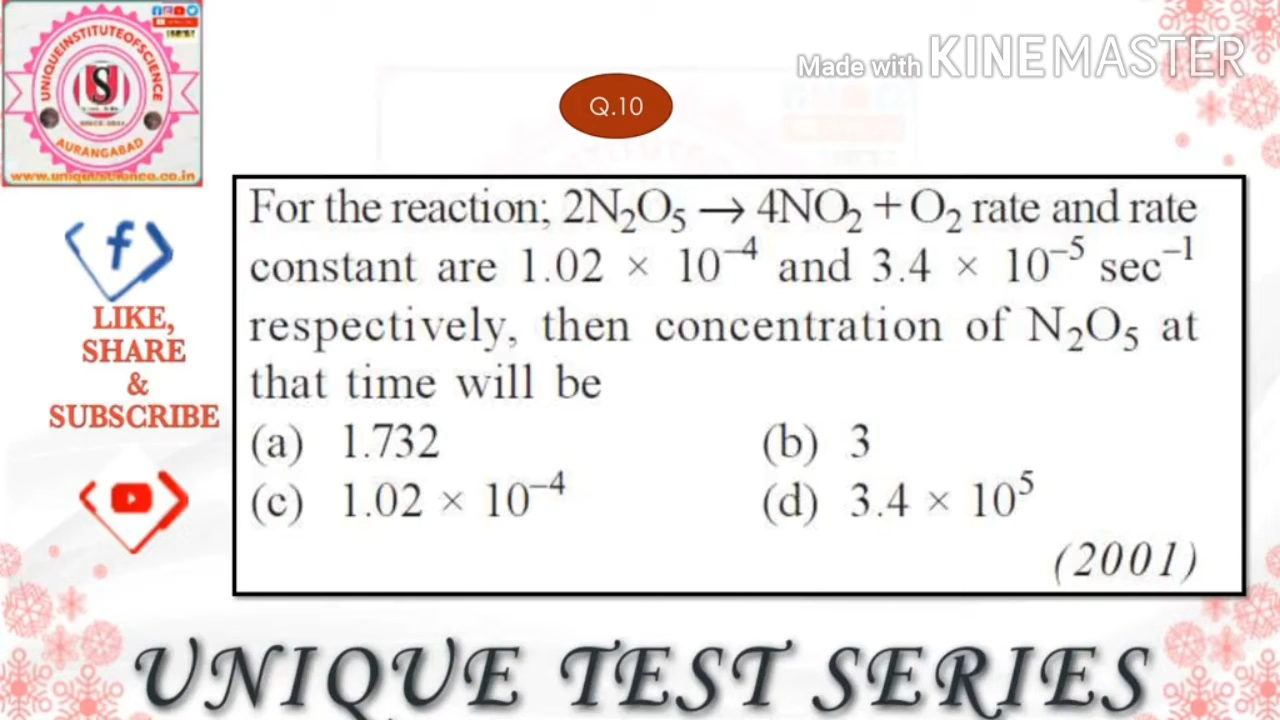 UNIQUEINSTITUTEOFSCIENCE
S
AURANGABAD
www.uniquescience.co.in
Made with KINEMASTER
Q.10
For the reaction; 2N₂O₅ → 4NO₂ + O₂ rate and rate
constant are 1.02 × 10⁻⁴ and 3.4 × 10⁻⁵ sec⁻¹
respectively, then concentration of N₂O₅ at
that time will be
(a) 1.732 (b) 3
(c) 1.02 × 10⁻⁴ (d) 3.4 × 10⁵
(2001)
f
LIKE,
SHARE
&
SUBSCRIBE
UNIQUE TEST SERIES